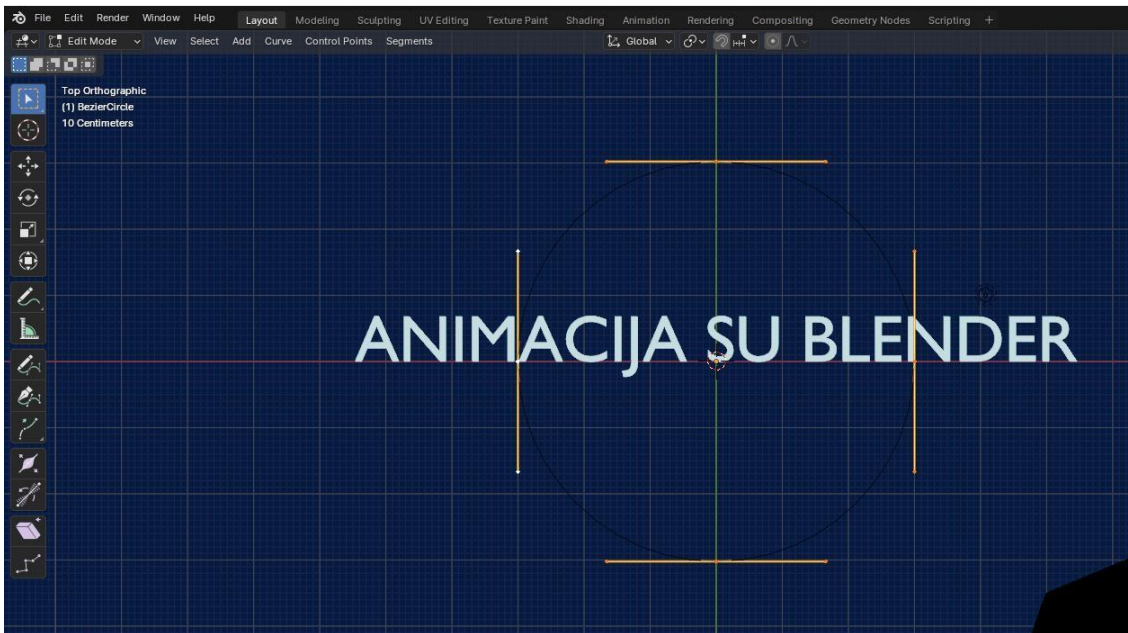 File Edit Render Window Help Layout Modeling Sculpting UV Editing Texture Paint Shading Animation Rendering Compositing Geometry Nodes Scripting +
Edit Mode View Select Add Curve Control Points Segments Global
Top Orthographic
(1) BezierCircle
10 Centimeters
ANIMACIJA SU BLENDER